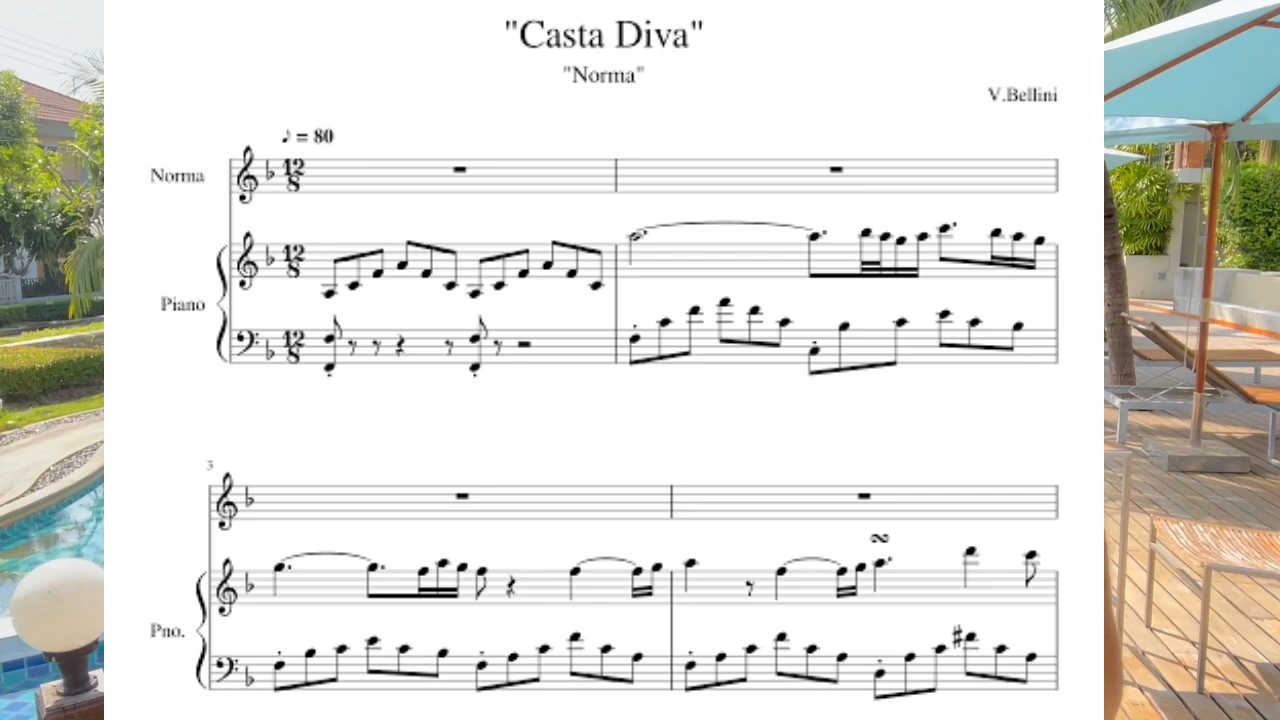 "Casta Diva"
"Norma"
V.Bellini
♪ = 80
Norma
12
8
Piano
12
8
12
8
3
Pno.